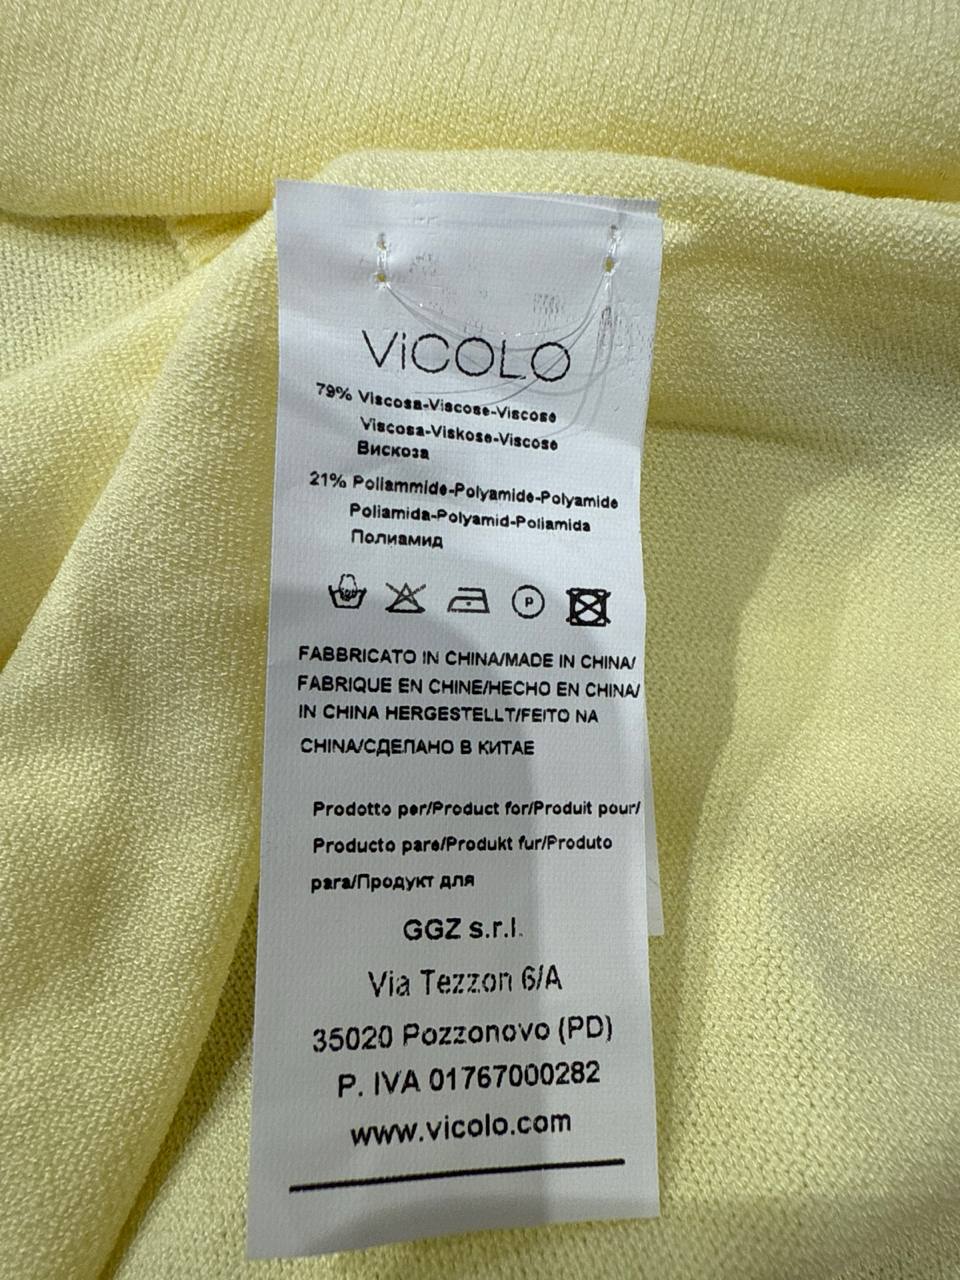 ViCOLO
79% Viscosa-Viscose-Viscose
Viscosa-Viskose-Viscose
Вискоза
21% Poliammide-Polyamide-Polyamide
Poliamida-Polyamid-Poliamida
Полиамид
P
FABBRICATO IN CHINA/MADE IN CHINA/
FABRIQUE EN CHINE/HECHO EN CHINA/
IN CHINA HERGESTELLT/FEITO NA
CHINA/СДЕЛАНО В КИТАЕ
Prodotto per/Product for/Produit pour/
Producto pare/Produkt fur/Produto
para/Продукт для
GGZ s.r.l.
Via Tezzon 6/A
35020 Pozzonovo (PD)
P. IVA 01767000282
www.vicolo.com